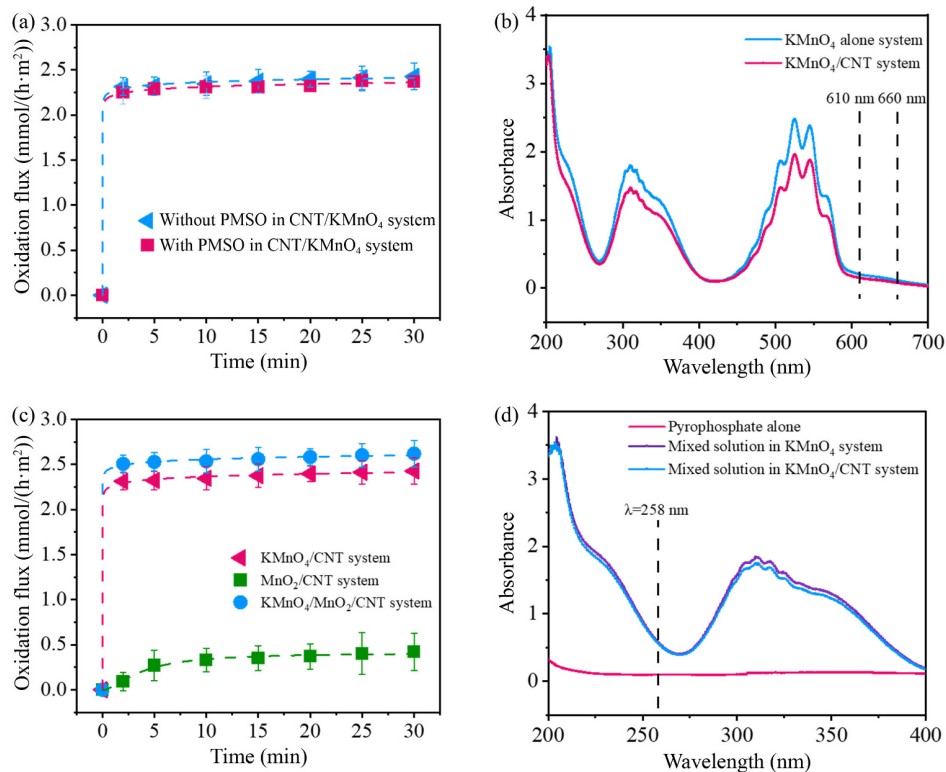 (a)
Oxidation flux (mmol/(h·m²))
3.0
2.5
2.0
1.5
1.0
0.5
0.0
Without PMSO in CNT/KMnO₄ system
With PMSO in CNT/KMnO₄ system
0 5 10 15 20 25 30
Time (min)
(b)
Absorbance
4
3
2
1
0
KMnO₄ alone system
KMnO₄/CNT system
610 nm 660 nm
200 300 400 500 600 700
Wavelength (nm)
(c)
Oxidation flux (mmol/(h·m²))
3.0
2.5
2.0
1.5
1.0
0.5
0.0
KMnO₄/CNT system
MnO₂/CNT system
KMnO₄/MnO₂/CNT system
0 5 10 15 20 25 30
Time (min)
(d)
Absorbance
4
3
2
1
0
Pyrophosphate alone
Mixed solution in KMnO₄ system
Mixed solution in KMnO₄/CNT system
λ=258 nm
200 250 300 350 400
Wavelength (nm)